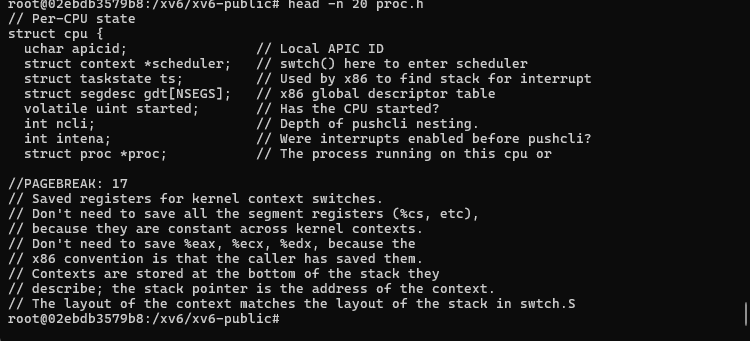 root@02ebdb3579b8:/xv6/xv6-public# head -n 20 proc.h
// Per-CPU state
struct cpu {
  uchar apicid;                // Local APIC ID
  struct context *scheduler;   // swtch() here to enter scheduler
  struct taskstate ts;         // Used by x86 to find stack for interrupt
  struct segdesc gdt[NSEGS];   // x86 global descriptor table
  volatile uint started;       // Has the CPU started?
  int ncli;                    // Depth of pushcli nesting.
  int intena;                  // Were interrupts enabled before pushcli?
  struct proc *proc;           // The process running on this cpu or

//PAGEBREAK: 17
// Saved registers for kernel context switches.
// Don't need to save all the segment registers (%cs, etc),
// because they are constant across kernel contexts.
// Don't need to save %eax, %ecx, %edx, because the
// x86 convention is that the caller has saved them.
// Contexts are stored at the bottom of the stack they
// describe; the stack pointer is the address of the context.
// The layout of the context matches the layout of the stack in swtch.S
root@02ebdb3579b8:/xv6/xv6-public#